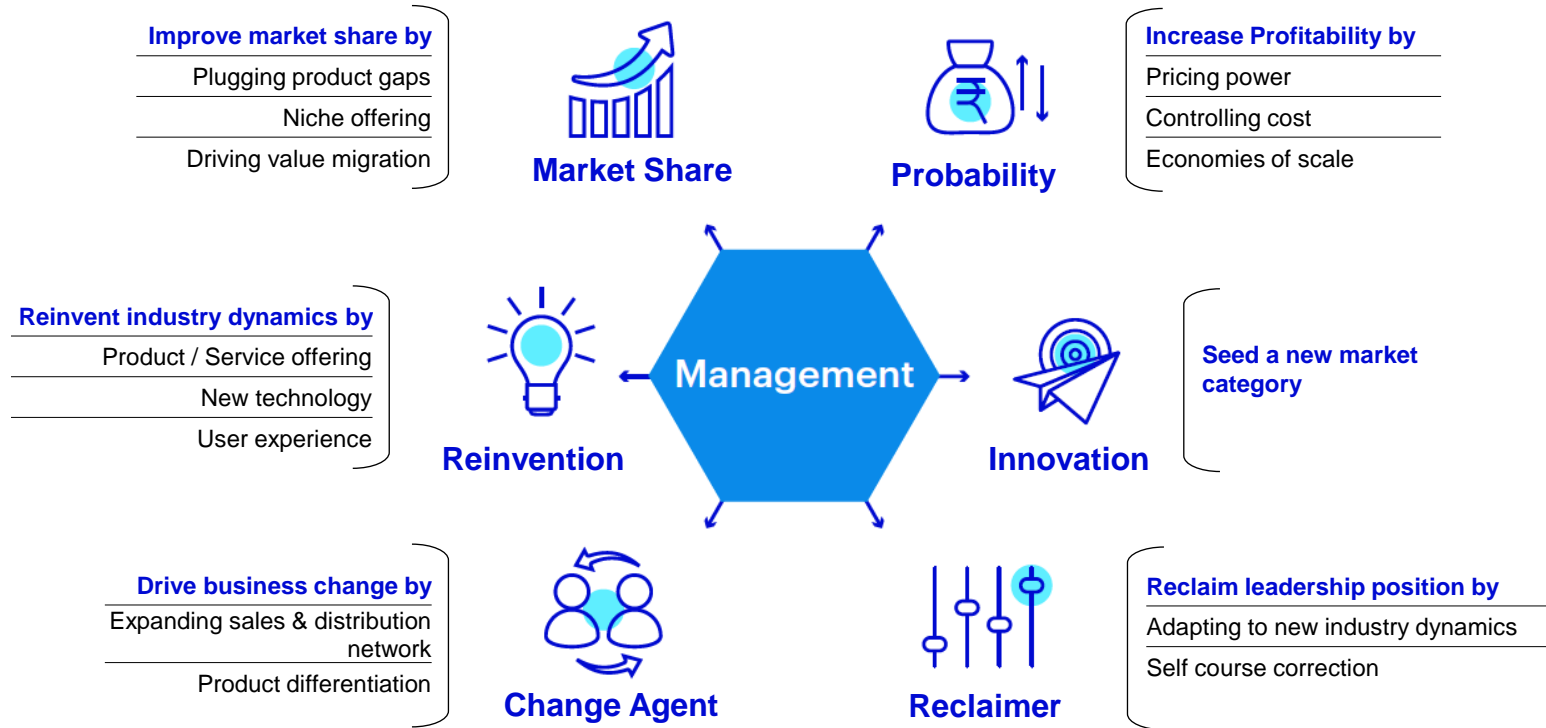 Improve market share by
Plugging product gaps
Niche offering
Driving value migration
Market Share
₹
Probability
Increase Profitability by
Pricing power
Controlling cost
Economies of scale
Reinvent industry dynamics by
Product / Service offering
New technology
User experience
Reinvention
Management
Innovation
Seed a new market
category
Drive business change by
Expanding sales & distribution
network
Product differentiation
Change Agent
Reclaimer
Reclaim leadership position by
Adapting to new industry dynamics
Self course correction